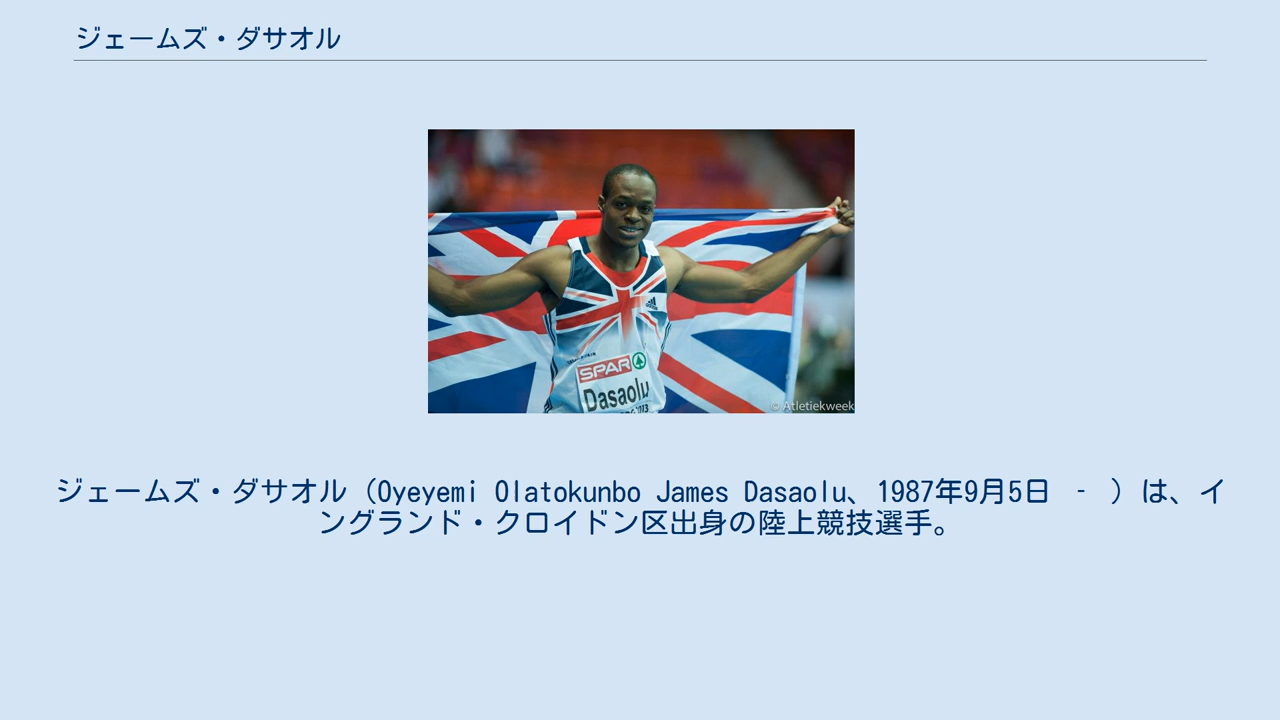 ジェームズ・ダサオル
SPAR
Dasaolu
© Atletiekweek
ジェームズ・ダサオル（Oyeyemi Olatokunbo James Dasaolu、1987年9月5日 - ）は、イ
ングランド・クロイドン区出身の陸上競技選手。